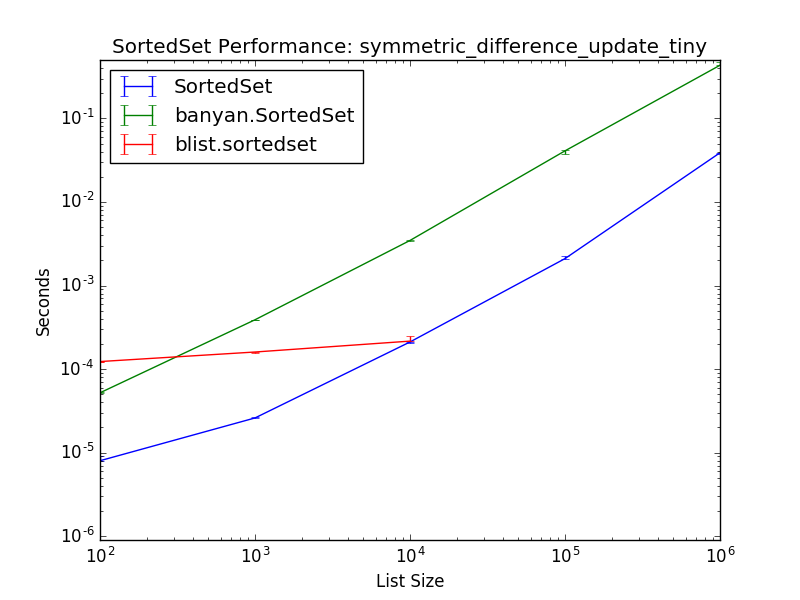 SortedSet Performance: symmetric_difference_update_tiny
SortedSet
banyan.SortedSet
blist.sortedset
10^-1
10^-2
10^-3
10^-4
10^-5
10^-6
Seconds
10^2 10^3 10^4 10^5 10^6
List Size